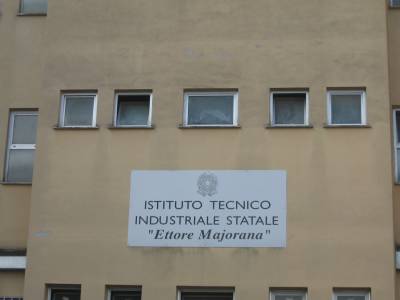 ISTITUTO TECNICO
INDUSTRIALE STATALE
"Ettore Majorana"